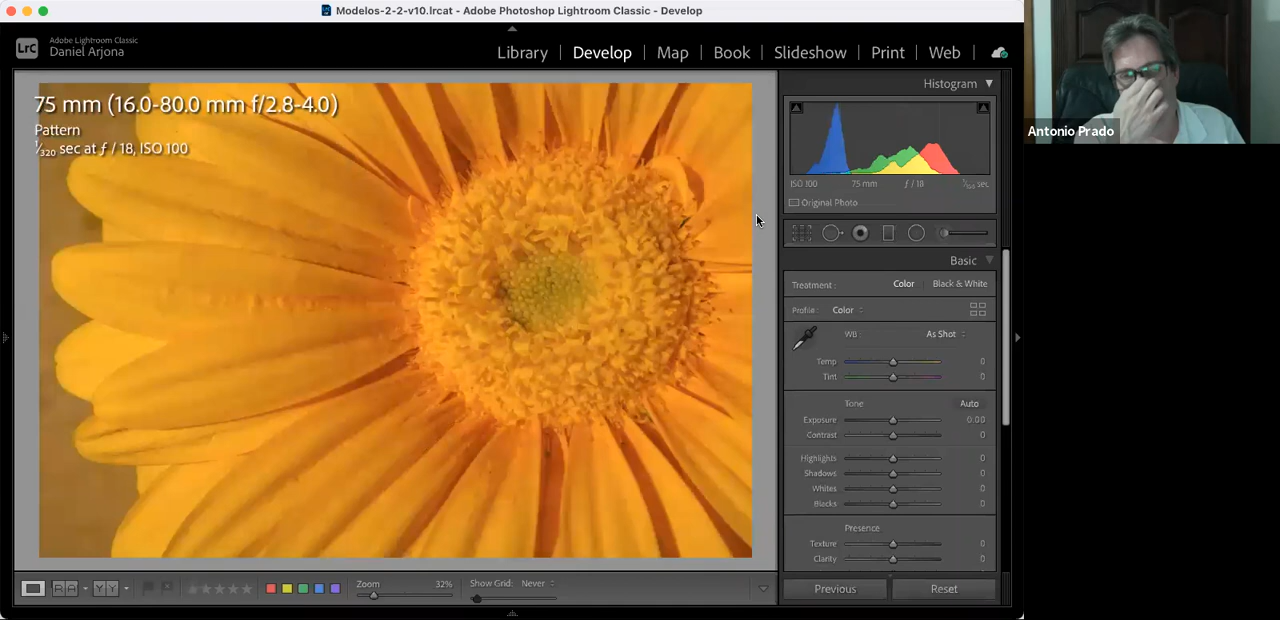 Modelos-2-2-v10.lrcat - Adobe Photoshop Lightroom Classic - Develop
Lrc
Adobe Lightroom Classic
Daniel Arjona
Library | Develop | Map | Book | Slideshow | Print | Web
75 mm (16.0-80.0 mm f/2.8-4.0)
Pattern
1/320 sec at ƒ / 18, ISO 100
Histogram
ISO 100 75 mm ƒ / 18
Original Photo
Basic
Treatment : Color Black & White
Profile : Color
WB As Shot
Temp 0
Tint 0
Tone Auto
Exposure 0.00
Contrast 0
Highlights 0
Shadows 0
Whites 0
Blacks 0
Presence
Texture 0
Clarity 0
R A Y Y Zoom 32% Show Grid: Never
Previous Reset
Antonio Prado